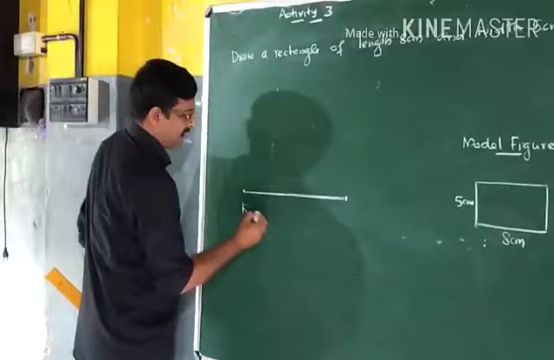 Activity 3
Made with KINEMASTER
Draw a rectangle of length 8cm and
Model Figure
5cm
8cm